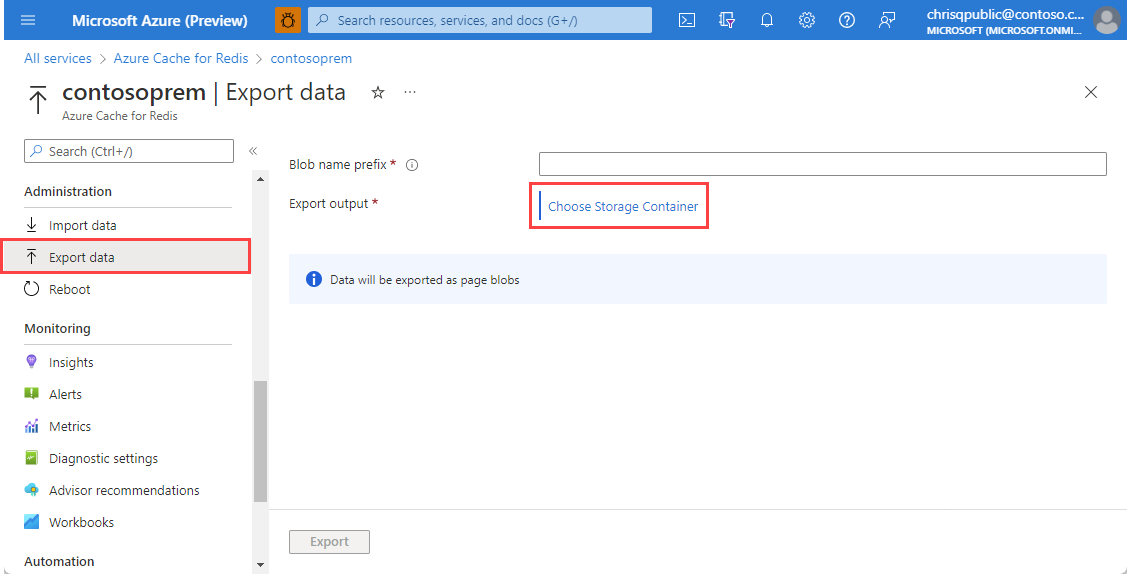 Microsoft Azure (Preview)
Search resources, services, and docs (G+/)
chrisqpublic@contoso.c...
MICROSOFT (MICROSOFT.ONMI...
All services > Azure Cache for Redis > contosoprem
contosoprem | Export data
Azure Cache for Redis
Search (Ctrl+/)
Administration
Import data
Export data
Reboot
Monitoring
Insights
Alerts
Metrics
Diagnostic settings
Advisor recommendations
Workbooks
Automation
Blob name prefix *
Export output *
Choose Storage Container
Data will be exported as page blobs
Export